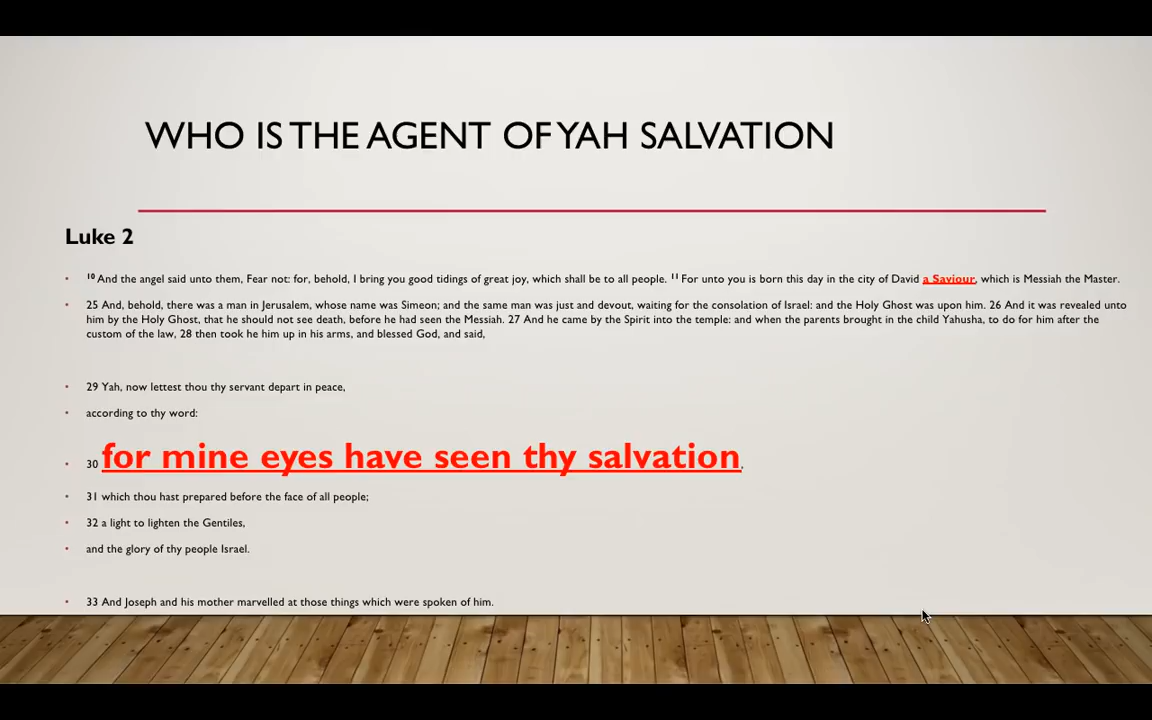 WHO IS THE AGENT OF YAH SALVATION
Luke 2
• 10 And the angel said unto them, Fear not: for, behold, I bring you good tidings of great joy, which shall be to all people. 11 For unto you is born this day in the city of David a Saviour, which is Messiah the Master.
• 25 And, behold, there was a man in Jerusalem, whose name was Simeon; and the same man was just and devout, waiting for the consolation of Israel: and the Holy Ghost was upon him. 26 And it was revealed unto
him by the Holy Ghost, that he should not see death, before he had seen the Messiah. 27 And he came by the Spirit into the temple: and when the parents brought in the child Yahusha, to do for him after the
custom of the law, 28 then took he him up in his arms, and blessed God, and said,
• 29 Yah, now lettest thou thy servant depart in peace,
• according to thy word:
• 30 for mine eyes have seen thy salvation,
• 31 which thou hast prepared before the face of all people;
• 32 a light to lighten the Gentiles,
• and the glory of thy people Israel.
• 33 And Joseph and his mother marvelled at those things which were spoken of him.